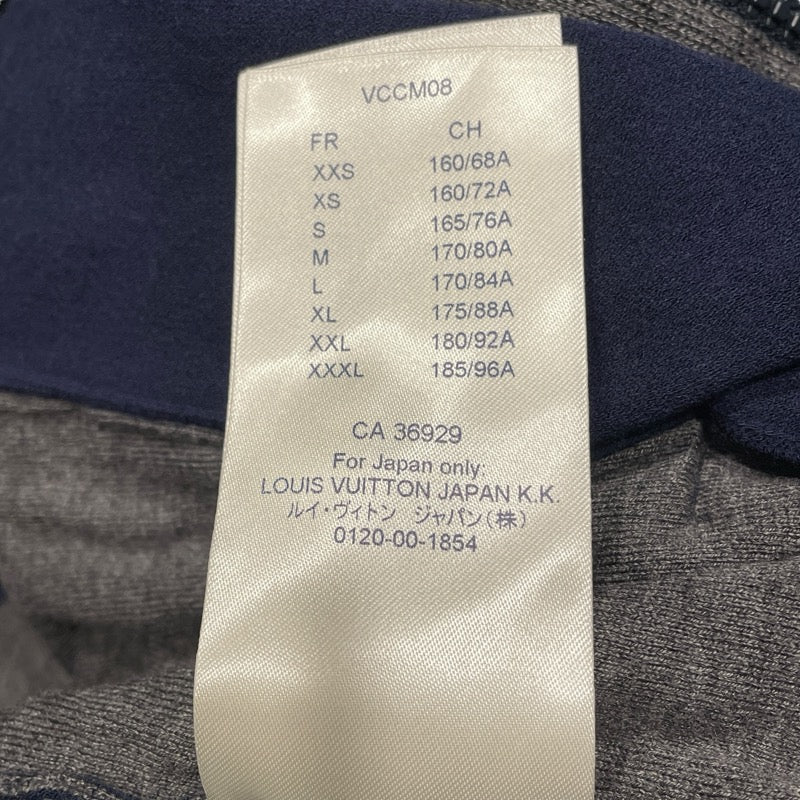 VCCM08
FR CH
XXS 160/68A
XS 160/72A
S 165/76A
M 170/80A
L 170/84A
XL 175/88A
XXL 180/92A
XXXL 185/96A
CA 36929
For Japan only:
LOUIS VUITTON JAPAN K.K.
ルイ・ヴィトン ジャパン(株)
0120-00-1854